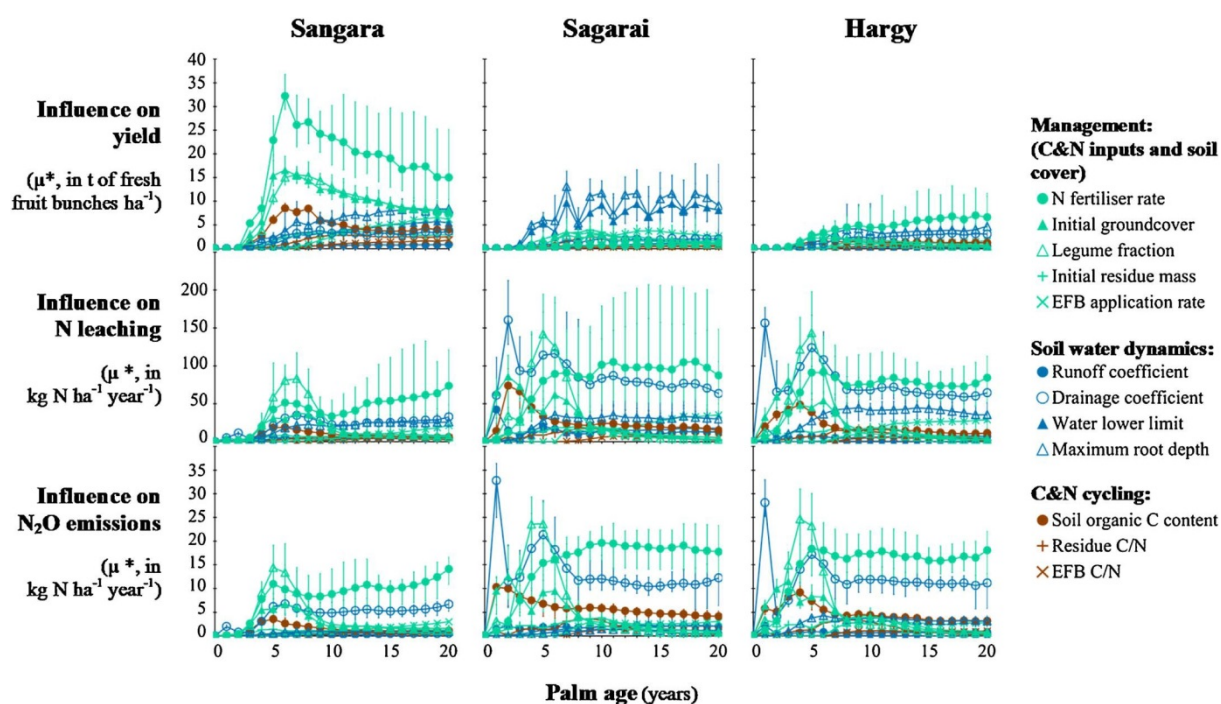 Sangara
Sagarai
Hargy
Influence on
yield
(μ*, in t of fresh
fruit bunches ha⁻¹)
40
35
30
25
20
15
10
5
0
Influence on
N leaching
(μ *, in
kg N ha⁻¹ year⁻¹)
200
150
100
50
0
Influence on
N₂O emissions
(μ *, in
kg N ha⁻¹ year⁻¹)
35
30
25
20
15
10
5
0
0 5 10 15 20
0 5 10 15 20
0 5 10 15 20
Palm age (years)
Management:
(C&N inputs and soil
cover)
N fertiliser rate
Initial groundcover
Legume fraction
Initial residue mass
EFB application rate
Soil water dynamics:
Runoff coefficient
Drainage coefficient
Water lower limit
Maximum root depth
C&N cycling:
Soil organic C content
Residue C/N
EFB C/N